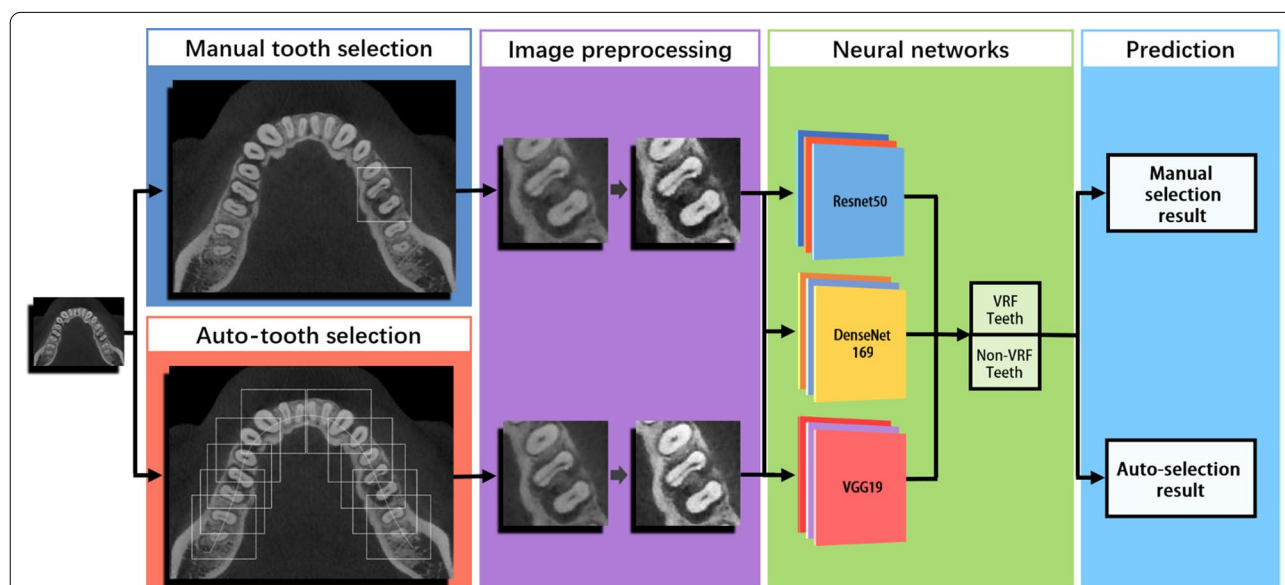 Manual tooth selection
Image preprocessing
Neural networks
Prediction
Resnet50
Manual
selection
result
VRF
Teeth
Auto-tooth selection
DenseNet
169
Non-VRF
Teeth
VGG19
Auto-selection
result